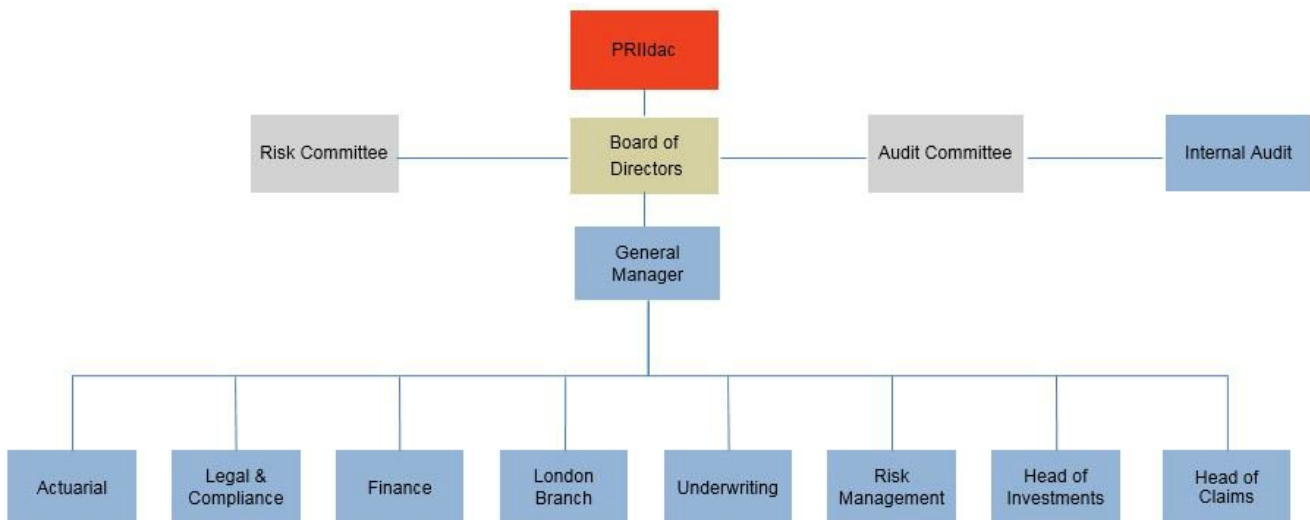 PRIIdac
Risk Committee
Board of
Directors
Audit Committee
Internal Audit
General
Manager
Actuarial
Legal &
Compliance
Finance
London
Branch
Underwriting
Risk
Management
Head of
Investments
Head of
Claims